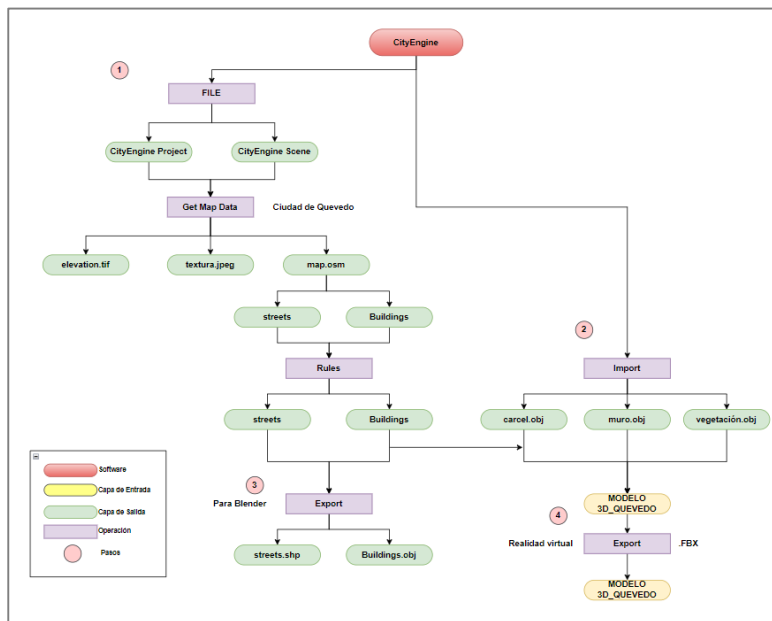 CityEngine
1
FILE
CityEngine Project
CityEngine Scene
Get Map Data
Ciudad de Quevedo
elevation.tif
textura.jpeg
map.osm
streets
Buildings
2
Rules
Import
streets
Buildings
carcel.obj
muro.obj
vegetación.obj
Software
Capa de Entrada
Capa de Salida
Operación
Pasos
3
Para Blender
Export
streets.shp
Buildings.obj
MODELO
3D_QUEVEDO
4
Realidad virtual
Export
.FBX
MODELO
3D_QUEVEDO